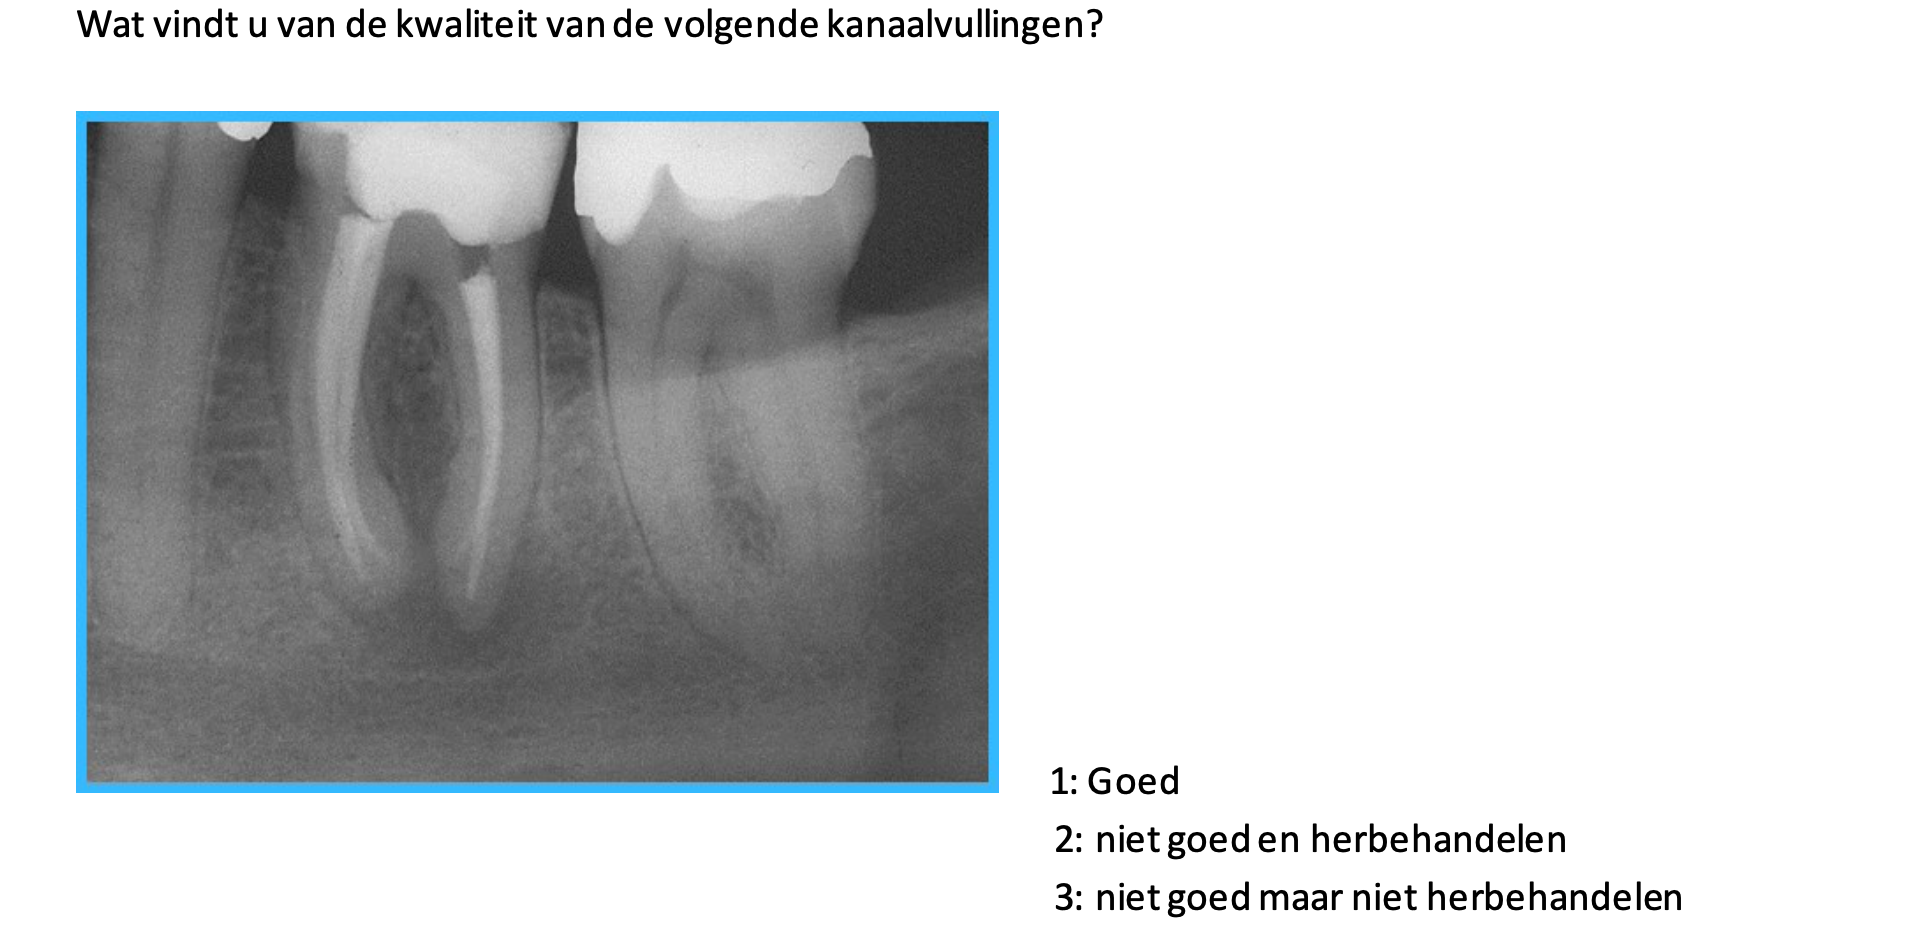 Wat vindt u van de kwaliteit van de volgende kanaalvullingen?
1: Goed
2: niet goed en herbehandelen
3: niet goed maar niet herbehandelen